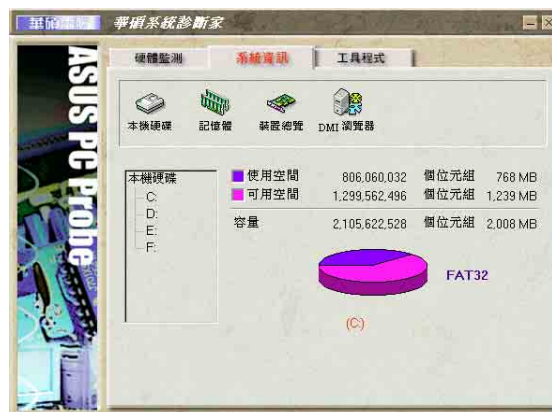 華碩系統診斷家
ASUS PC Probe
硬體監測
系統資訊
工具程式
本機硬碟
記憶體
裝置總覽
DMI 瀏覽器
本機硬碟
C:
D:
E:
F:
使用空間 806,060,032 個位元組 768 MB
可用空間 1,299,562,496 個位元組 1,239 MB
容量 2,105,622,528 個位元組 2,008 MB
FAT32
(C:)